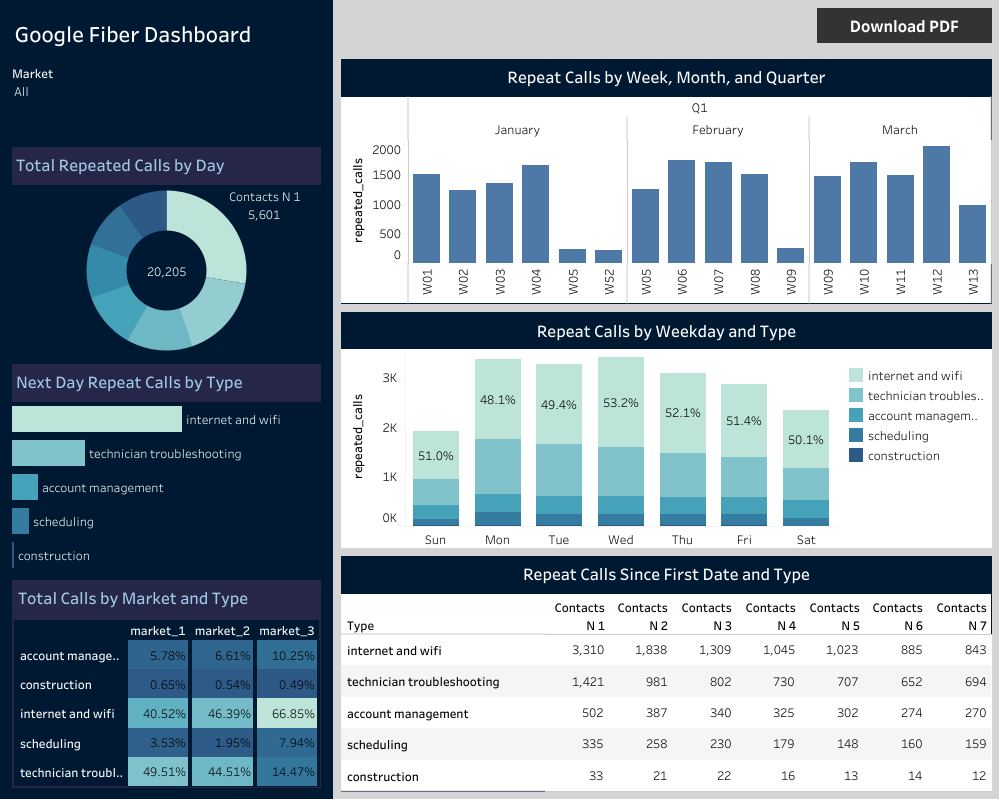 Google Fiber Dashboard
Market
All
Total Repeated Calls by Day
Contacts N 1
5,601
20,205
Next Day Repeat Calls by Type
internet and wifi
technician troubleshooting
account management
scheduling
construction
Total Calls by Market and Type
market_1 market_2 market_3
account manage.. 5.78% 6.61% 10.25%
construction 0.65% 0.54% 0.49%
internet and wifi 40.52% 46.39% 66.85%
scheduling 3.53% 1.95% 7.94%
technician troubl.. 49.51% 44.51% 14.47%
Download PDF
Repeat Calls by Week, Month, and Quarter
Q1
January February March
repeated_calls
2000
1500
1000
500
0
W01 W02 W03 W04 W05 W52 W05 W06 W07 W08 W09 W09 W10 W11 W12 W13
Repeat Calls by Weekday and Type
repeated_calls
3K
2K
1K
0K
51.0% 48.1% 49.4% 53.2% 52.1% 51.4% 50.1%
Sun Mon Tue Wed Thu Fri Sat
internet and wifi
technician troubles..
account managem..
scheduling
construction
Repeat Calls Since First Date and Type
Contacts Contacts Contacts Contacts Contacts Contacts Contacts
Type N 1 N 2 N 3 N 4 N 5 N 6 N 7
internet and wifi 3,310 1,838 1,309 1,045 1,023 885 843
technician troubleshooting 1,421 981 802 730 707 652 694
account management 502 387 340 325 302 274 270
scheduling 335 258 230 179 148 160 159
construction 33 21 22 16 13 14 12